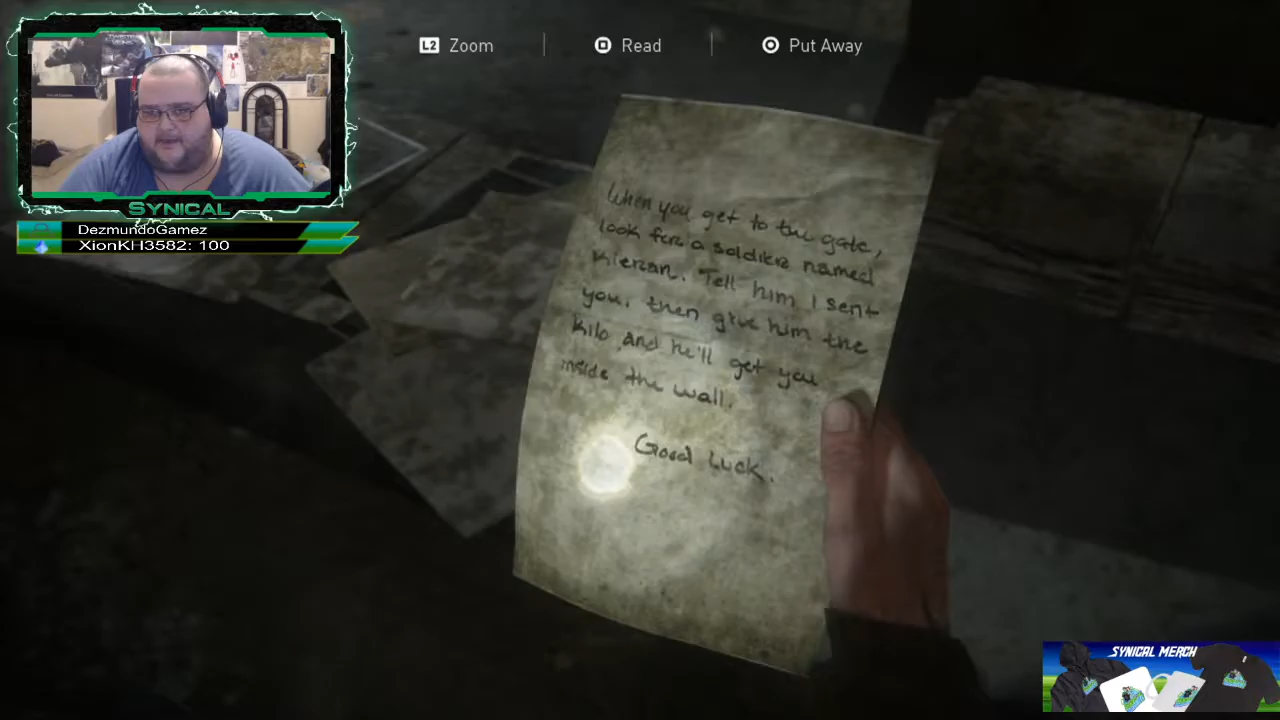 L2 Zoom
Read
Put Away
When you get to the gate,
look for a soldier named
Kieran. Tell him I sent
you, then give him the
kilo and he'll get you
inside the wall.
Good Luck.
SYNICAL
DezmundoGamez
XionKH3582: 100
SYNICAL MERCH